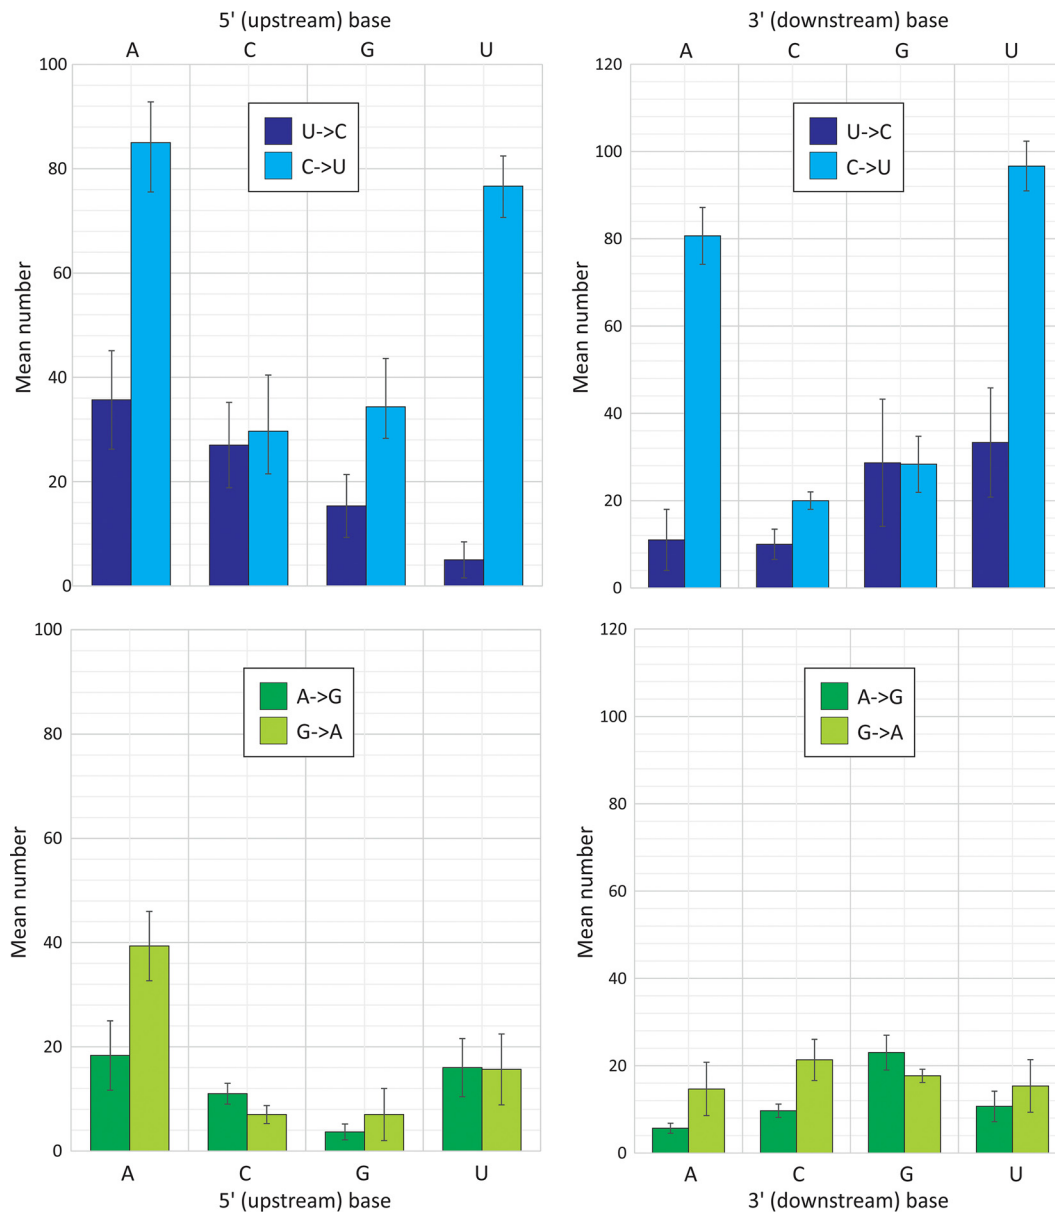 5' (upstream) base
A C G U
100
80
60
40
20
0
Mean number
U->C
C->U
3' (downstream) base
A C G U
120
100
80
60
40
20
0
Mean number
U->C
C->U
100
80
60
40
20
0
Mean number
A->G
G->A
A C G U
5' (upstream) base
120
100
80
60
40
20
0
Mean number
A->G
G->A
A C G U
3' (downstream) base